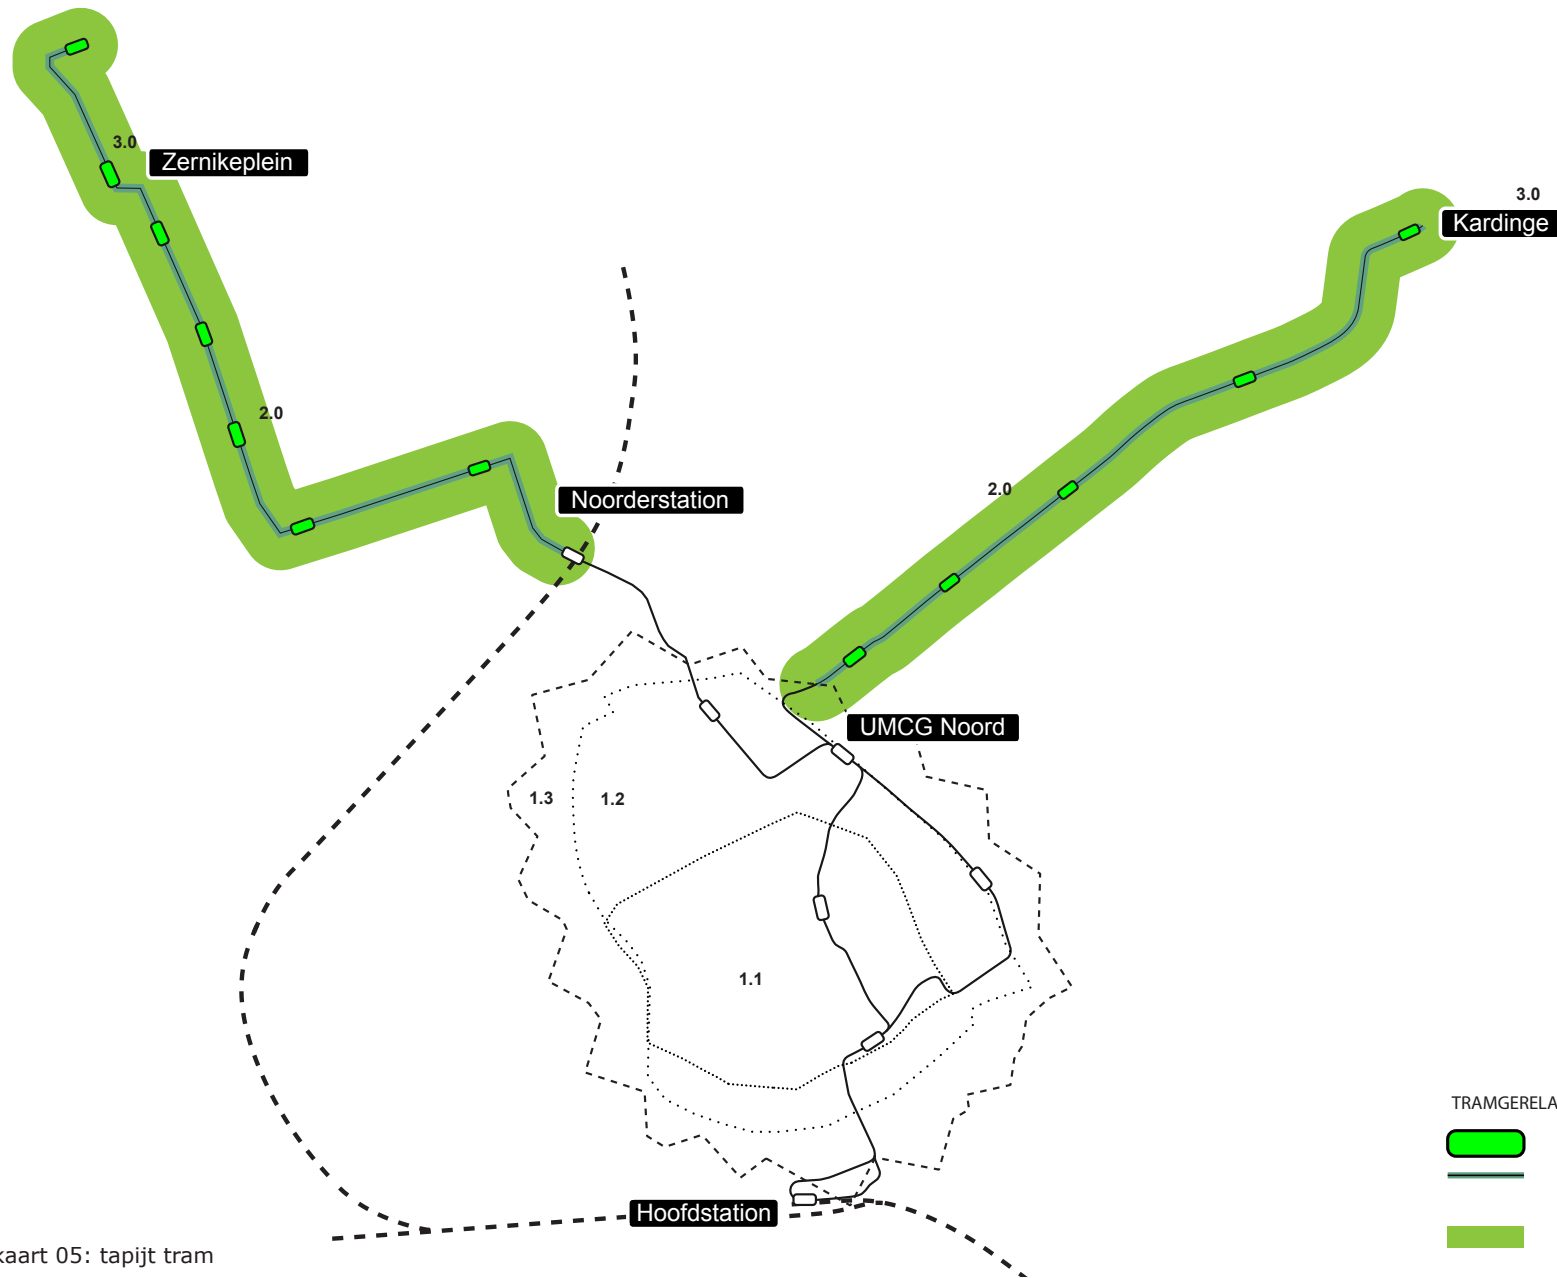 3.0
Zernikeplein
3.0
Kardinge
2.0
2.0
Noorderstation
UMCG Noord
1.3
1.2
1.1
TRAMGERELA
Hoofdstation
kaart 05: tapijt tram